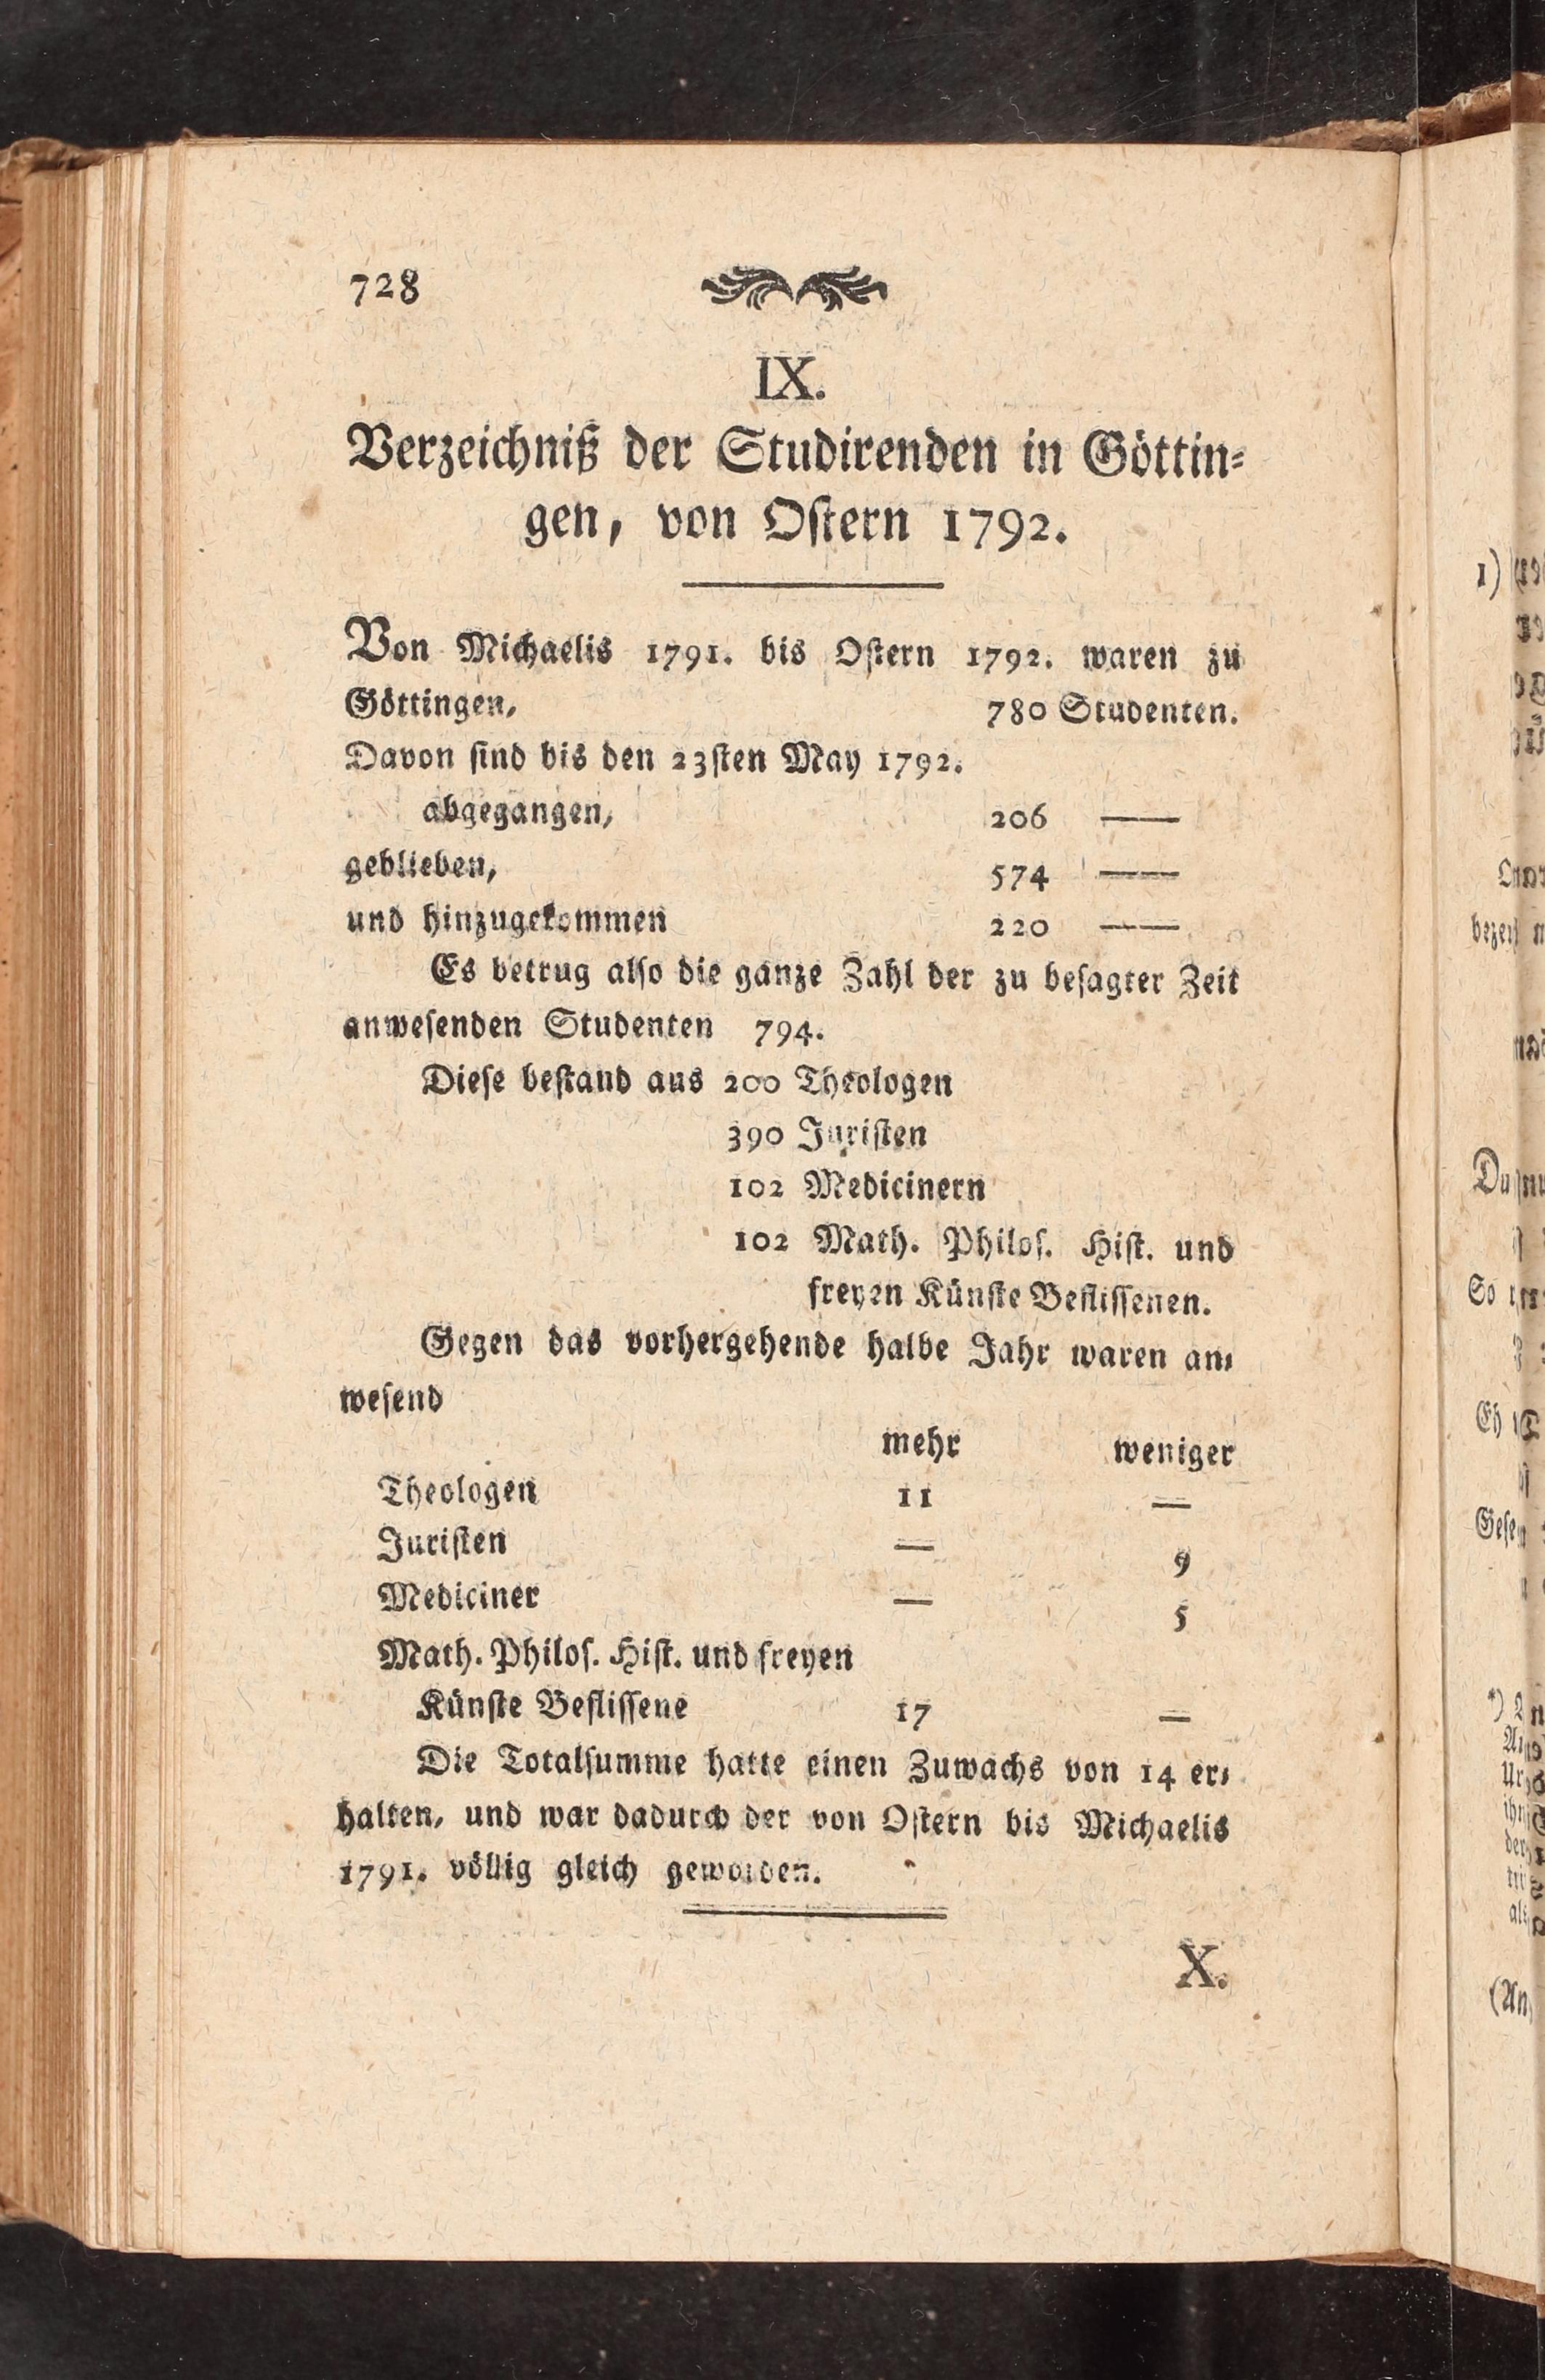 728
IX.
Verzeichniß der Studirenden in Göttin-
gen, von Ostern 1792.
Von Michaelis 1791. bis Ostern 1792. waren zu
Göttingen, 780 Studenten.
Davon sind bis den 23sten May 1792.
abgegangen, 206 —
geblieben, 574 —
und hinzugekommen 220 —
Es betrug also die ganze Zahl der zu besagter Zeit
anwesenden Studenten 794.
Diese bestand aus 200 Theologen
390 Juristen
102 Medicinern
102 Math. Philos. Hist. und
freyen Künste Beflissenen.
Gegen das vorhergehende halbe Jahr waren an-
wesend
mehr weniger
Theologen 11 —
Juristen — 9
Mediciner — 5
Math. Philos. Hist. und freyen
Künste Beflissene 17 —
Die Totalsumme hatte einen Zuwachs von 14 er-
halten, und war dadurch der von Ostern bis Michaelis
1791. völlig gleich geworden.
X.
1)
Du
So
Eh
(An